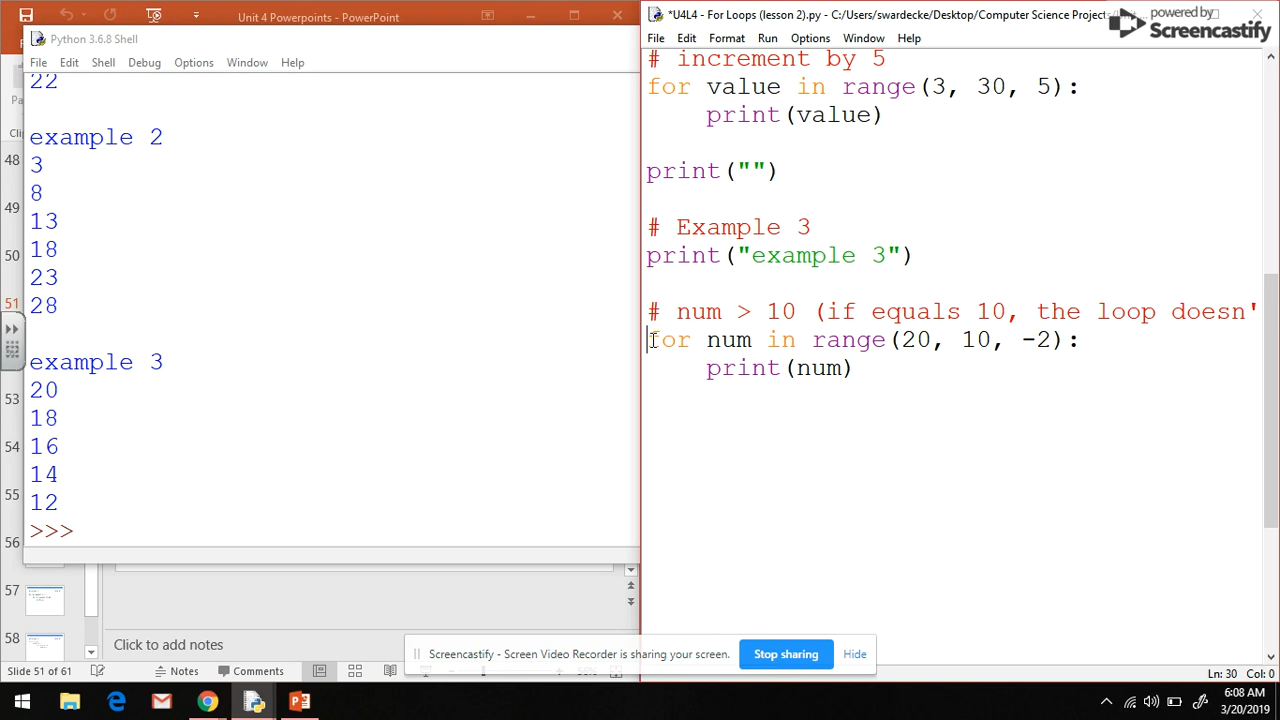 Unit 4 Powerpoints - PowerPoint
Python 3.6.8 Shell
File Edit Shell Debug Options Window Help
22
example 2
3
8
13
18
23
28
example 3
20
18
16
14
12
>>>
48
49
50
51
53
54
55
56
57
58
Click to add notes
Slide 51 of 61
Notes
Comments
*U4L4 - For Loops (lesson 2).py - C:/Users/swardecke/Desktop/Computer Science Projects/
powered by
Screencastify
File Edit Format Run Options Window Help
# increment by 5
for value in range(3, 30, 5):
print(value)
print("")
# Example 3
print("example 3")
# num > 10 (if equals 10, the loop doesn'
for num in range(20, 10, -2):
print(num)
Screencastify - Screen Video Recorder is sharing your screen.
Stop sharing
Hide
Ln: 30 Col: 0
6:08 AM
3/20/2019